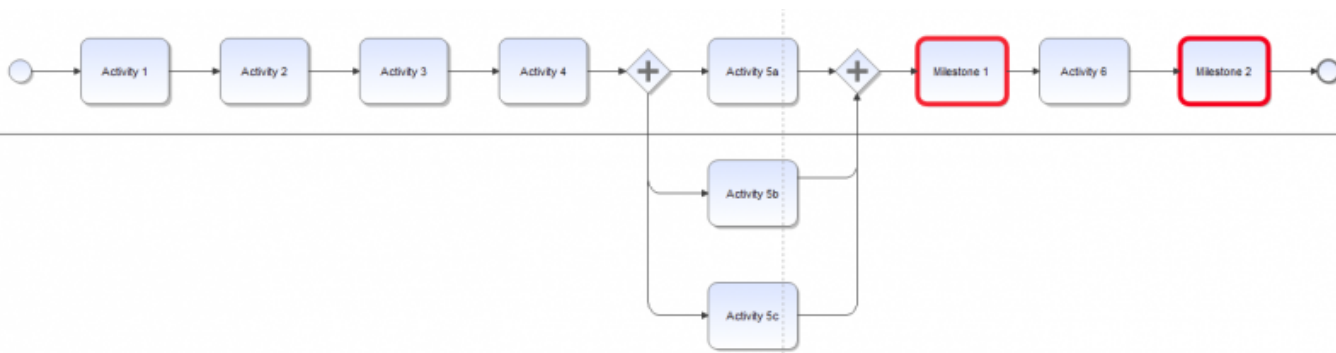 Activity 1
Activity 2
Activity 3
Activity 4
Activity 5a
Milestone 1
Activity 6
Milestone 2
Activity 5b
Activity 5c